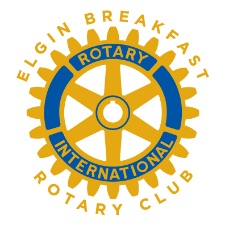 ELGIN BREAKFAST
ROTARY
INTERNATIONAL
ROTARY CLUB